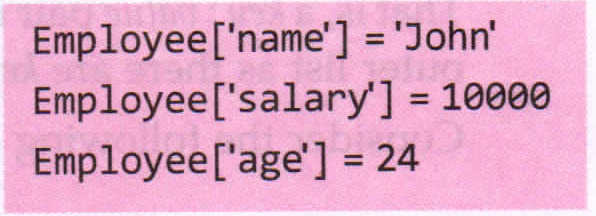 Employee['name'] = 'John'
Employee['salary'] = 10000
Employee['age'] = 24